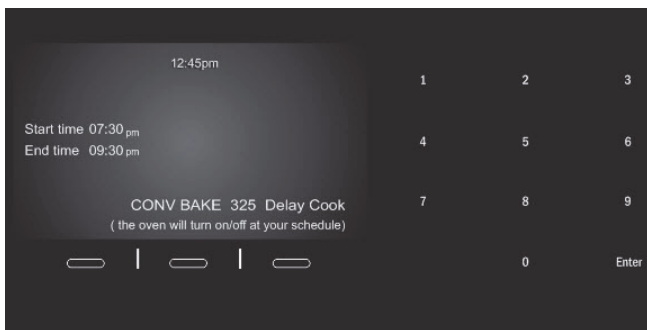 12:45pm
Start time 07:30 pm
End time 09:30 pm
CONV BAKE 325 Delay Cook
( the oven will turn on/off at your schedule)
1 2 3
4 5 6
7 8 9
0 Enter